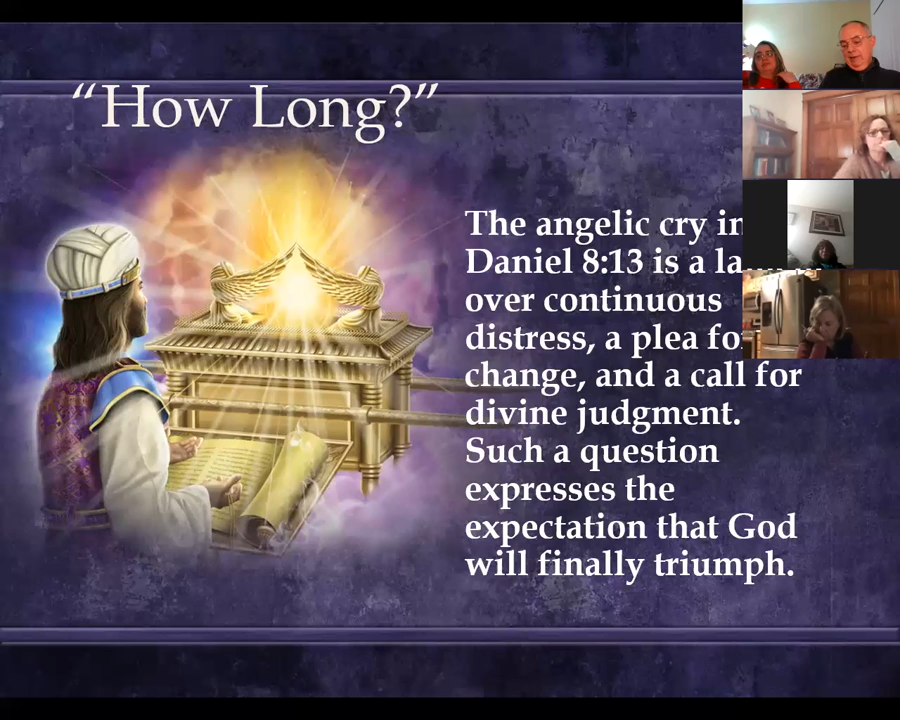 “How Long?”
The angelic cry in
Daniel 8:13 is a
over continuous
distress, a plea
change, and a call for
divine judgment.
Such a question
expresses the
expectation that God
will finally triumph.